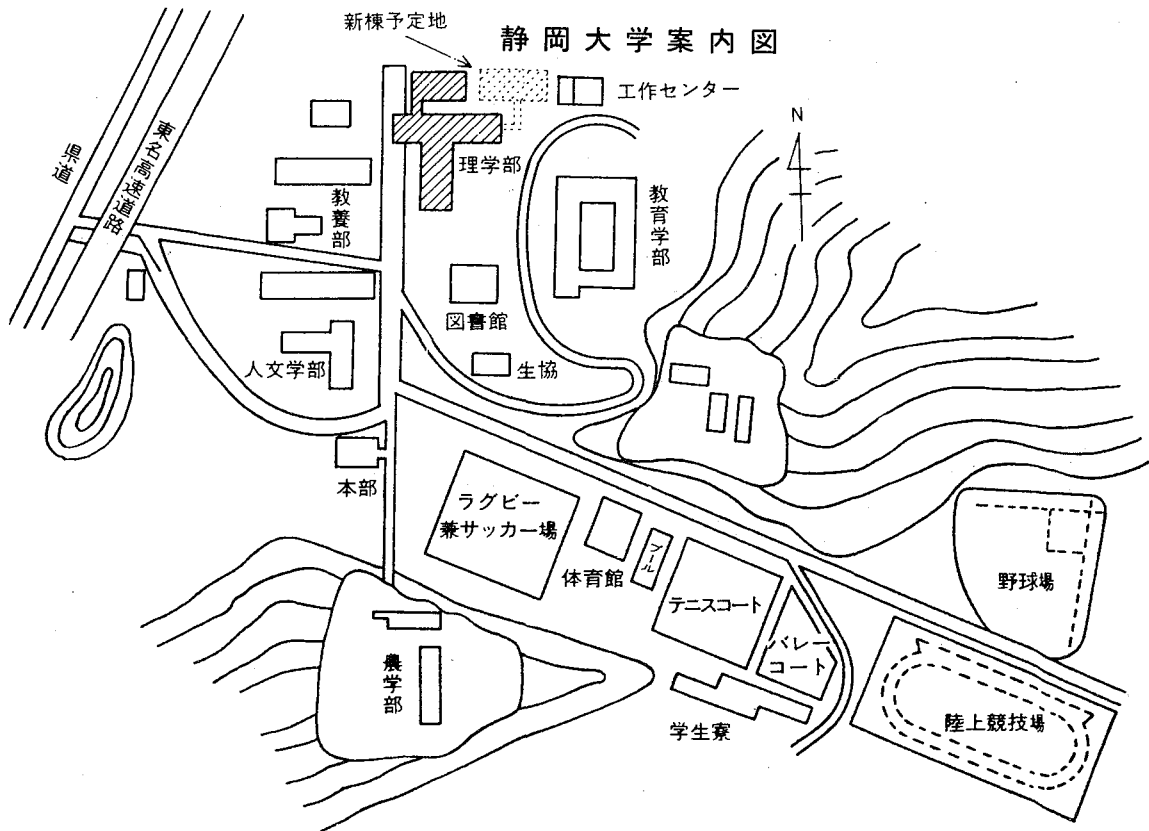 新棟予定地
静岡大学案内図
工作センター
N
東名高速道路
県道
理学部
教養部
教育学部
図書館
人文学部
生協
本部
ラグビー
兼サッカー場
体育館
プール
テニスコート
野球場
バレー
コート
農学部
学生寮
陸上競技場